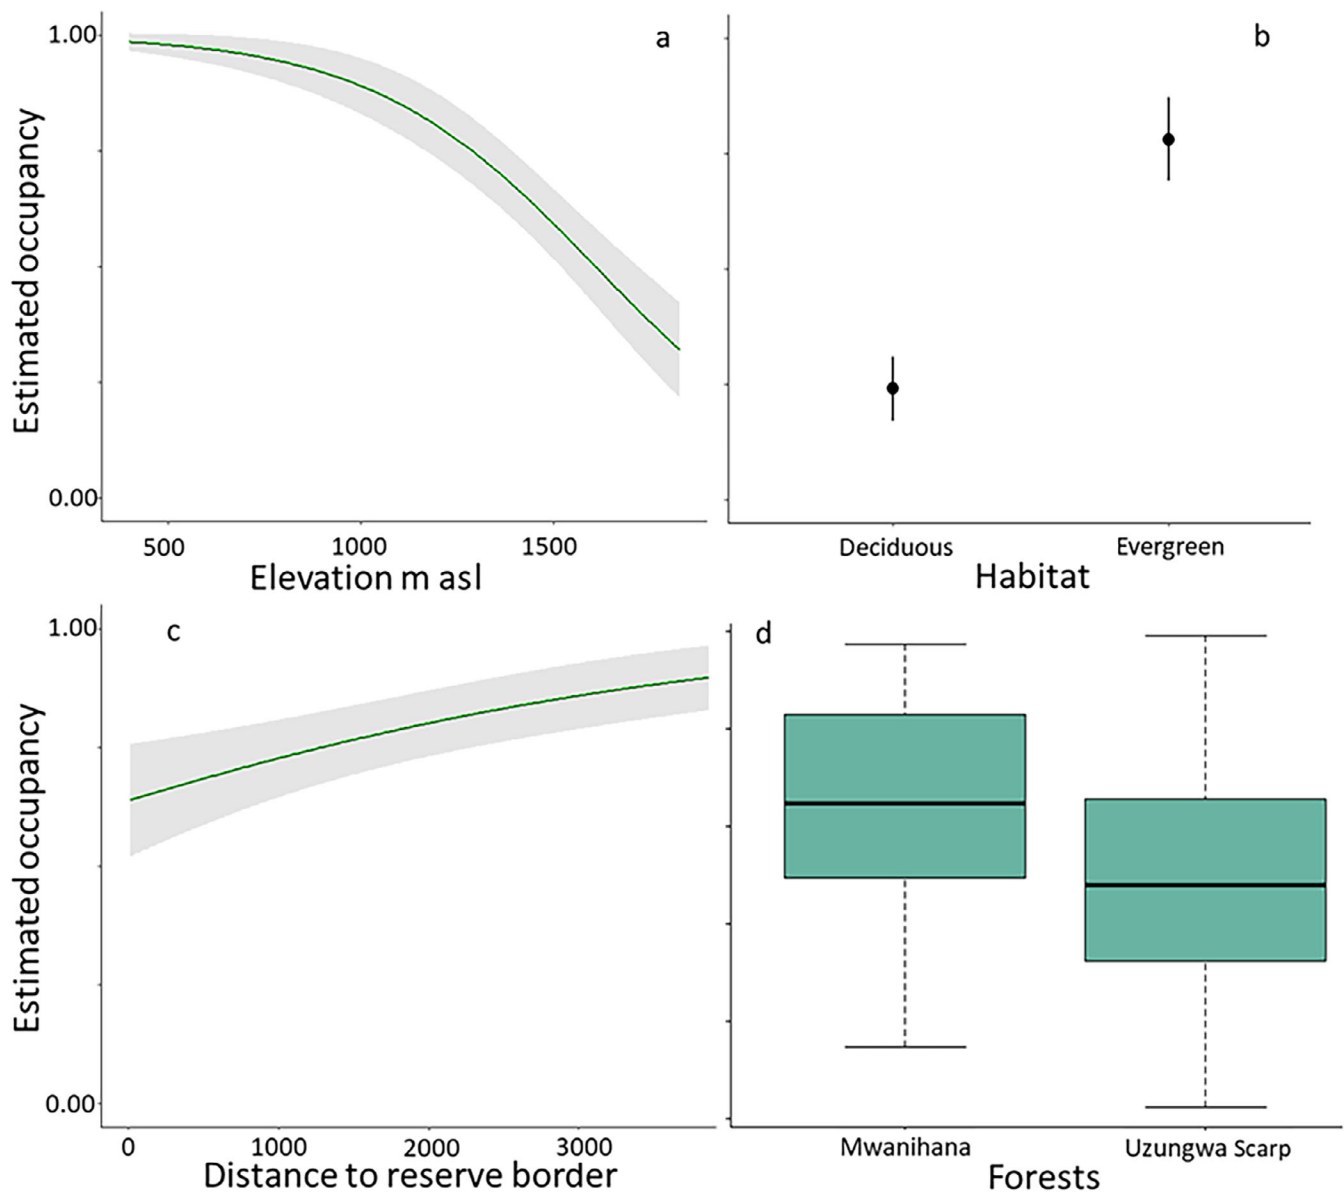 1.00
a
b
Estimated occupancy
0.00
500 1000 1500
Elevation m asl
Deciduous Evergreen
Habitat
1.00
c
d
Estimated occupancy
0.00
0 1000 2000 3000
Distance to reserve border
Mwanihana Uzungwa Scarp
Forests